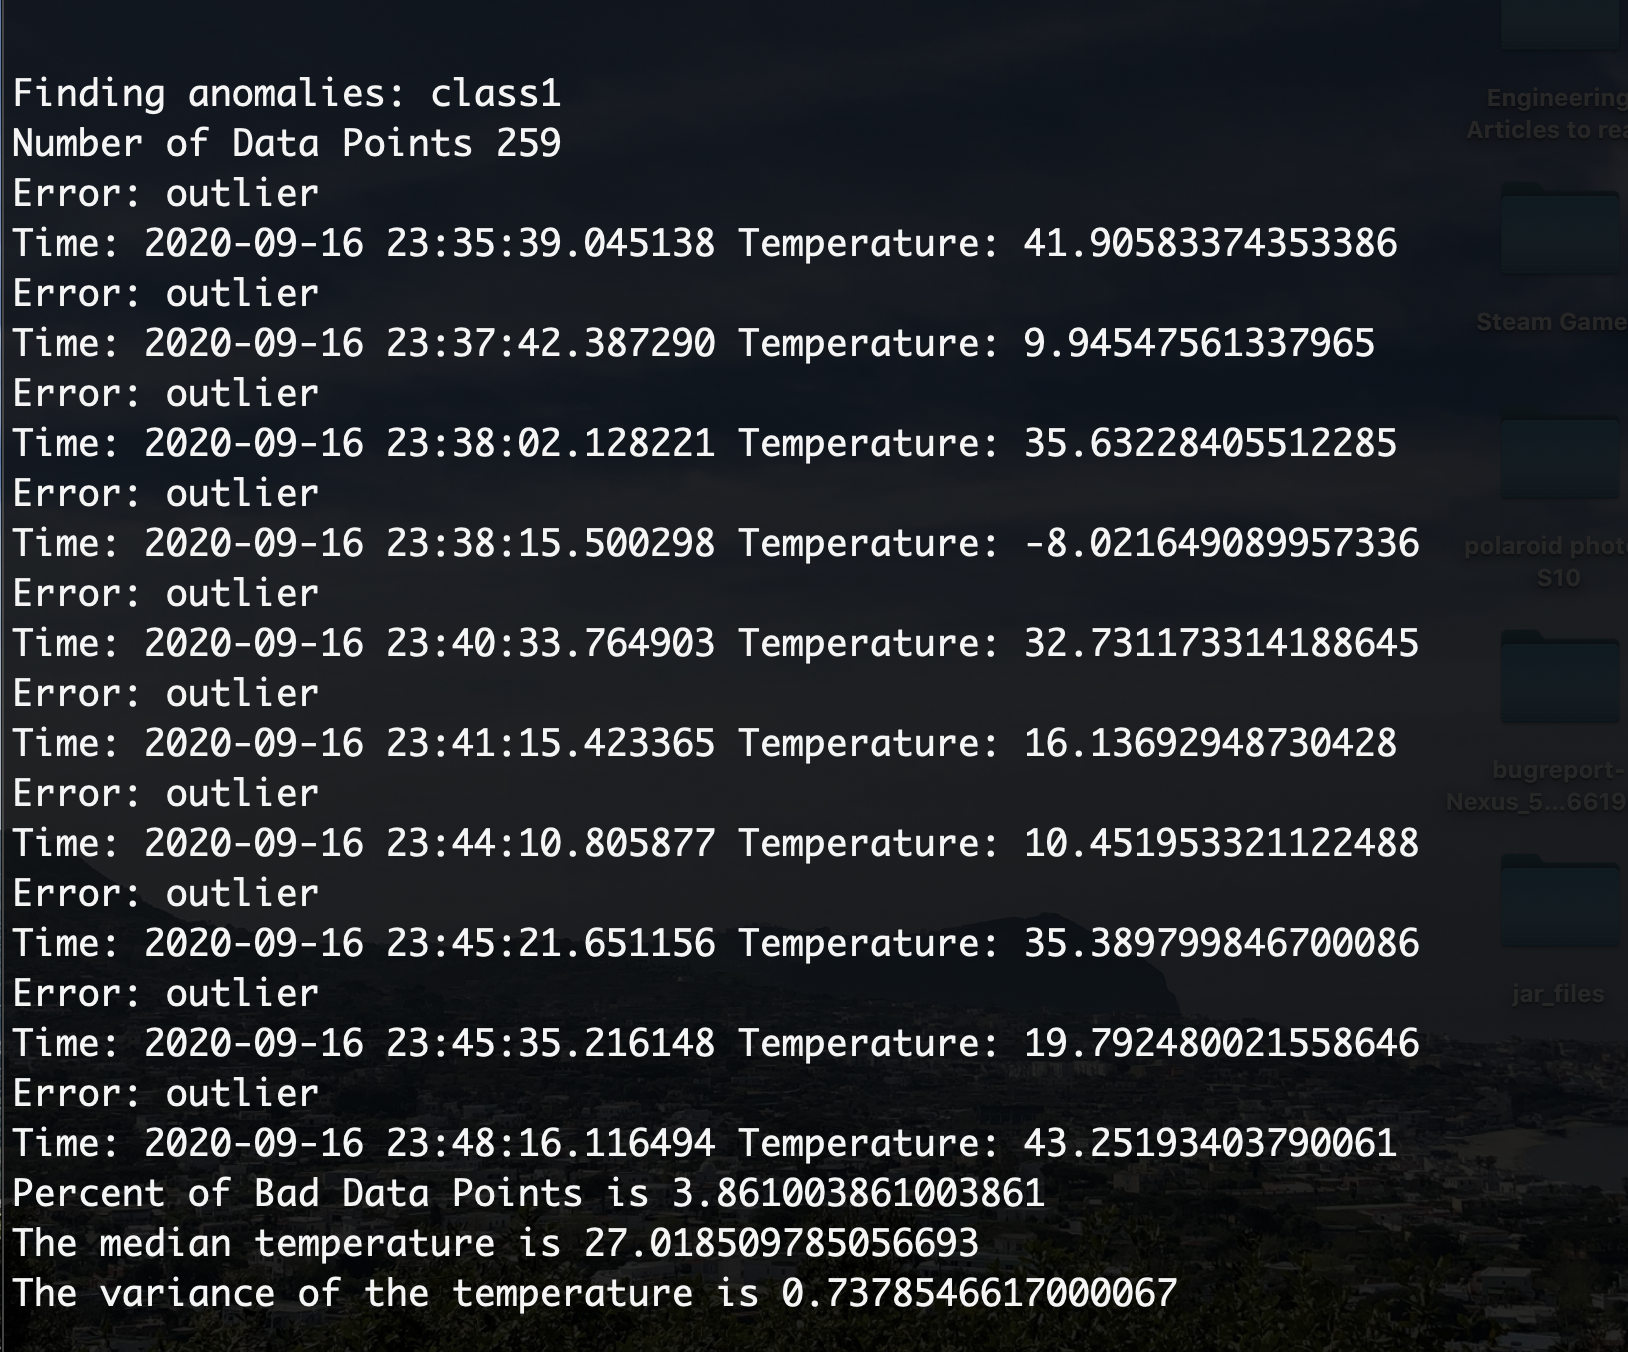 Finding anomalies: class1
Number of Data Points 259
Error: outlier
Time: 2020-09-16 23:35:39.045138 Temperature: 41.90583374353386
Error: outlier
Time: 2020-09-16 23:37:42.387290 Temperature: 9.94547561337965
Error: outlier
Time: 2020-09-16 23:38:02.128221 Temperature: 35.63228405512285
Error: outlier
Time: 2020-09-16 23:38:15.500298 Temperature: -8.021649089957336
Error: outlier
Time: 2020-09-16 23:40:33.764903 Temperature: 32.731173314188645
Error: outlier
Time: 2020-09-16 23:41:15.423365 Temperature: 16.13692948730428
Error: outlier
Time: 2020-09-16 23:44:10.805877 Temperature: 10.451953321122488
Error: outlier
Time: 2020-09-16 23:45:21.651156 Temperature: 35.389799846700086
Error: outlier
Time: 2020-09-16 23:45:35.216148 Temperature: 19.792480021558646
Error: outlier
Time: 2020-09-16 23:48:16.116494 Temperature: 43.25193403790061
Percent of Bad Data Points is 3.861003861003861
The median temperature is 27.018509785056693
The variance of the temperature is 0.7378546617000067
Engineering
Articles to rea
Steam Game
polaroid phot
S10
bugreport-
Nexus_5...6619
jar_files